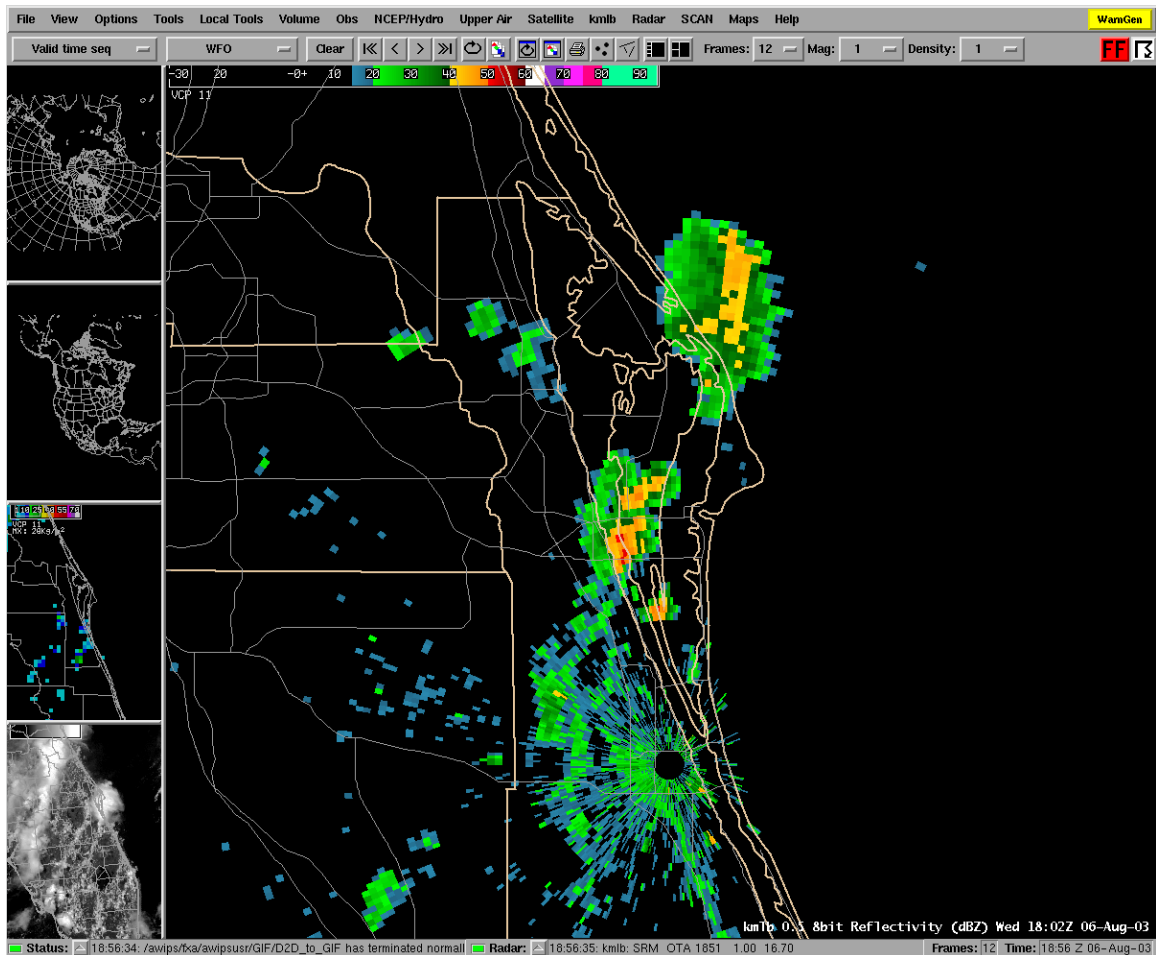 File View Options Tools Local Tools Volume Obs NCEP/Hydro Upper Air Satellite kmlb Radar SCAN Maps Help WarnGen
Valid time seq WFO Clear Frames: 12 Mag: 1 Density: 1 FF
-30 20 -0+ 10 20 30 40 50 60 70 80 90
VCP 11
VCP 11
kmlb 0.5 8bit Reflectivity (dBZ) Wed 18:02Z 06-Aug-03
Status: 18:56:34: /awips/fxa/awipsusr/GIF/D2D_to_GIF has terminated normall Radar: 18:56:35: kmlb: SRM OTA 1851 1.00 16.70 Frames: 12 Time: 18:56 Z 06-Aug-03